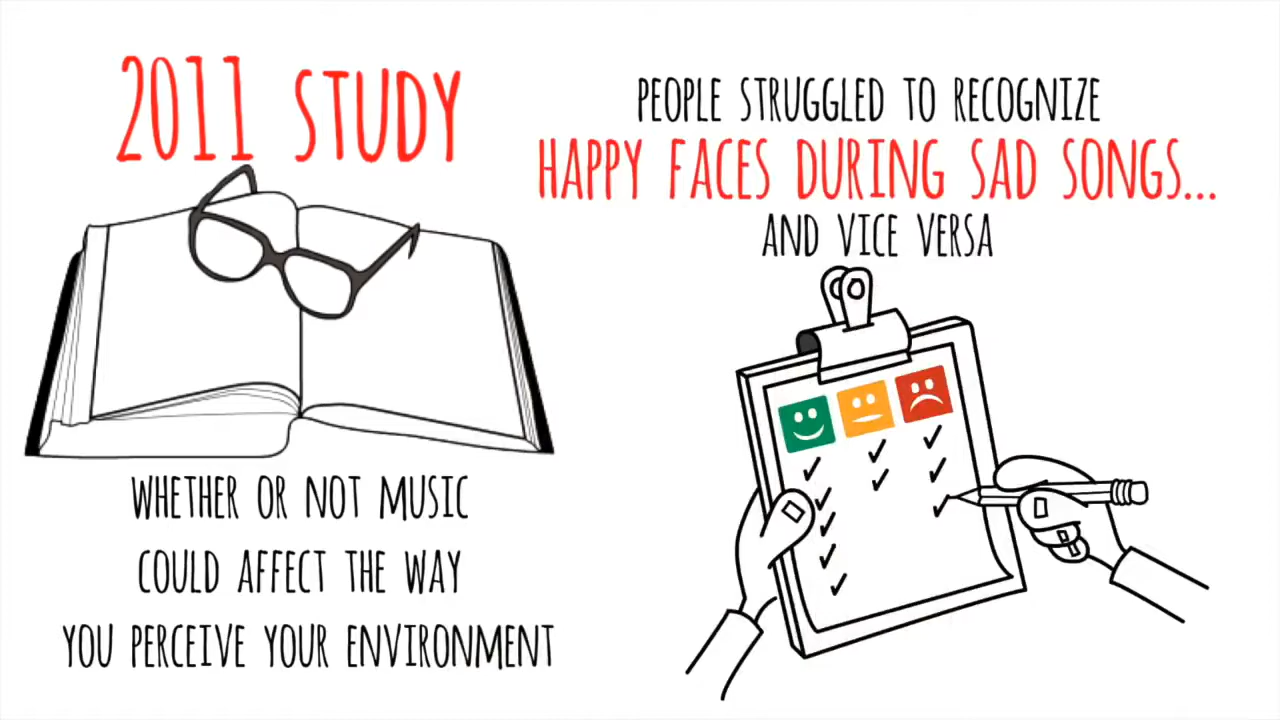 2011 STUDY
WHETHER OR NOT MUSIC
COULD AFFECT THE WAY
YOU PERCEIVE YOUR ENVIRONMENT
PEOPLE STRUGGLED TO RECOGNIZE
HAPPY FACES DURING SAD SONGS...
AND VICE VERSA